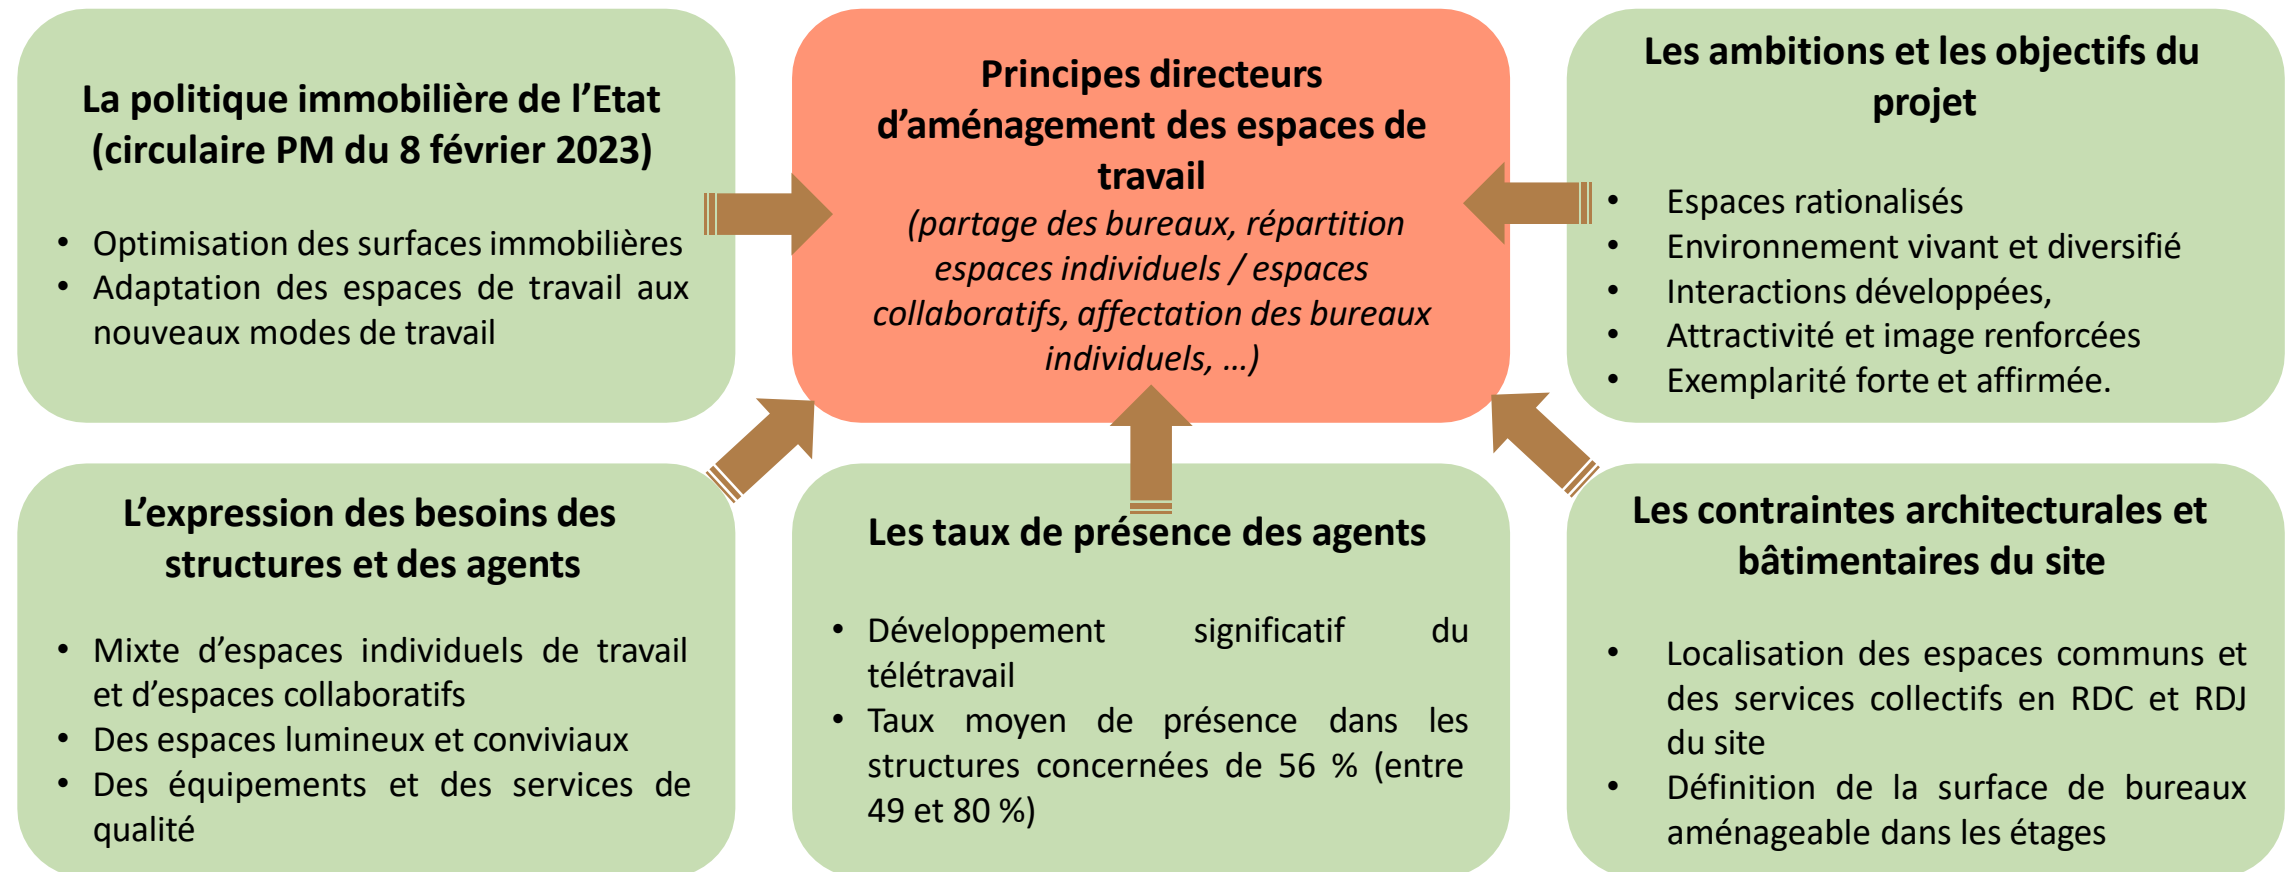 La politique immobilière de l’Etat
(circulaire PM du 8 février 2023)
• Optimisation des surfaces immobilières
• Adaptation des espaces de travail aux
nouveaux modes de travail
Principes directeurs
d’aménagement des espaces de
travail
(partage des bureaux, répartition
espaces individuels / espaces
collaboratifs, affectation des bureaux
individuels, …)
Les ambitions et les objectifs du
projet
• Espaces rationalisés
• Environnement vivant et diversifié
• Interactions développées,
• Attractivité et image renforcées
• Exemplarité forte et affirmée.
L’expression des besoins des
structures et des agents
• Mixte d’espaces individuels de travail
et d’espaces collaboratifs
• Des espaces lumineux et conviviaux
• Des équipements et des services de
qualité
Les taux de présence des agents
• Développement significatif du
télétravail
• Taux moyen de présence dans les
structures concernées de 56 % (entre
49 et 80 %)
Les contraintes architecturales et
bâtimentaires du site
• Localisation des espaces communs et
des services collectifs en RDC et RDJ
du site
• Définition de la surface de bureaux
aménageable dans les étages